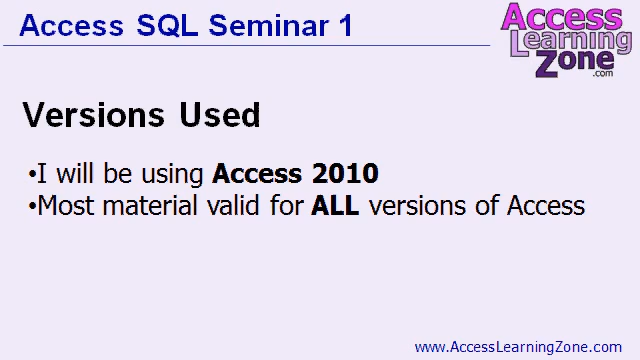 Access SQL Seminar 1
Access
Learning
Zone
.com
Versions Used
•I will be using Access 2010
•Most material valid for ALL versions of Access
www.AccessLearningZone.com